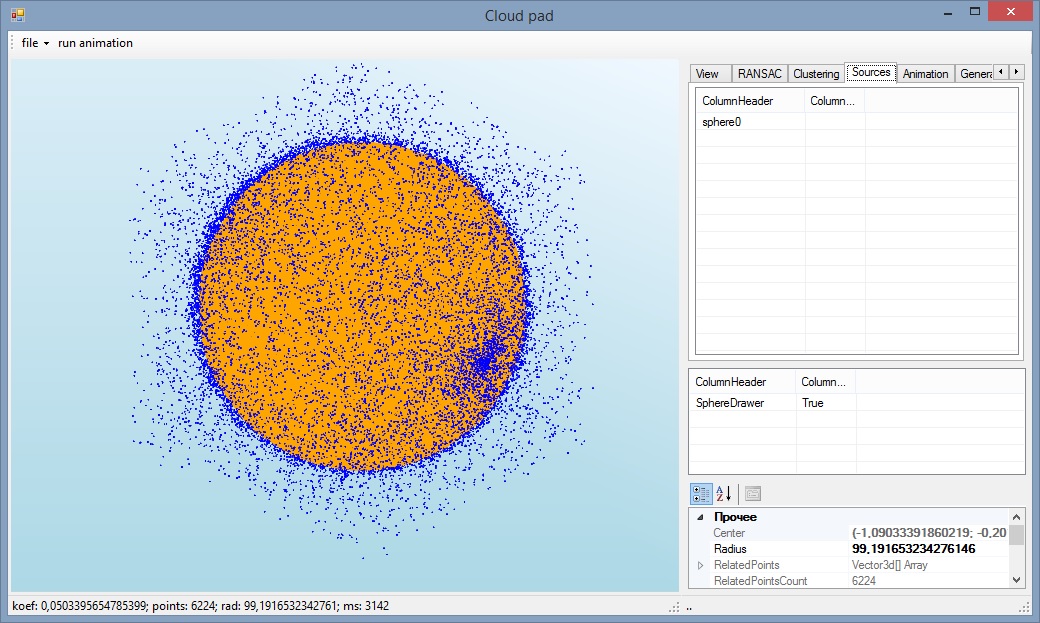 Cloud pad
file run animation
View RANSAC Clustering Sources Animation Genera
ColumnHeader Column...
sphere0
ColumnHeader Column...
SphereDrawer True
Прочее
Center (-1,09033391860219; -0,20
Radius 99,191653234276146
RelatedPoints Vector3d[] Array
RelatedPointsCount 6224
koef: 0,0503395654785399; points: 6224; rad: 99,1916532342761; ms: 3142 ..